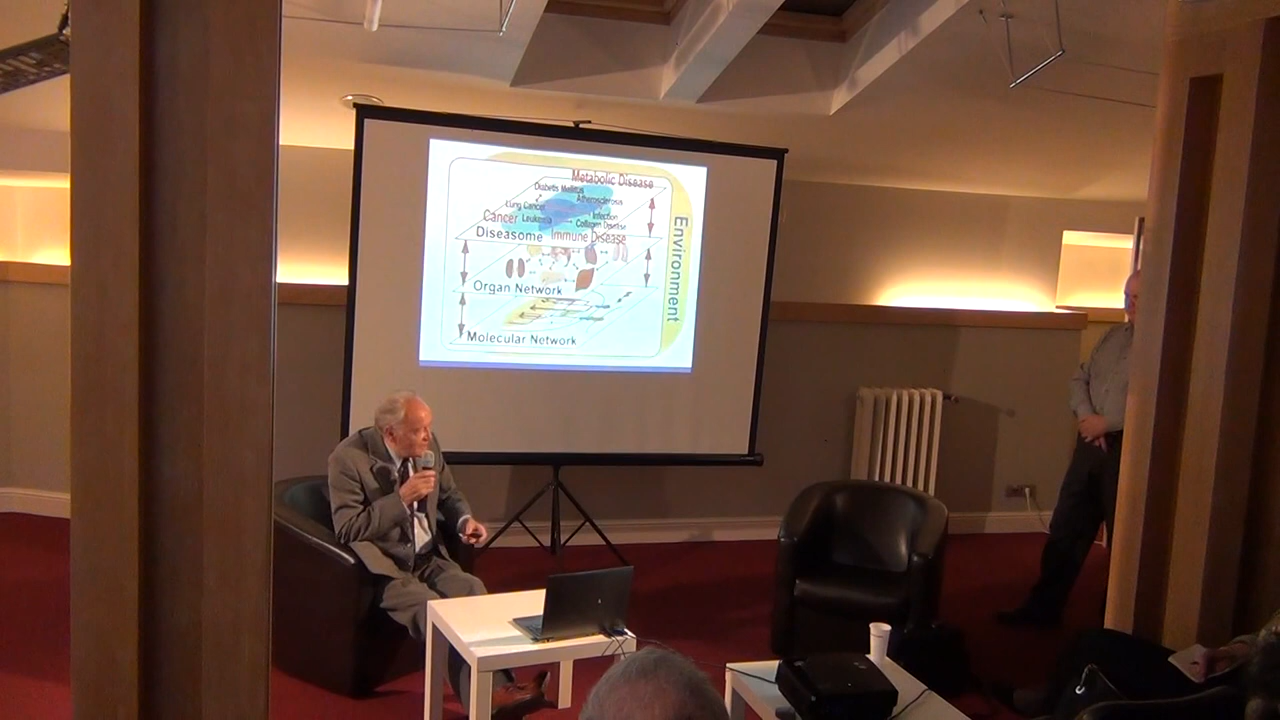 Metabolic Disease
Diabetis Mellitus
Atherosclerosis
Lung Cancer
Infection
Cancer
Leukemia
Collagen Disease
Diseasome
Immune Disease
Organ Network
Molecular Network
Environment